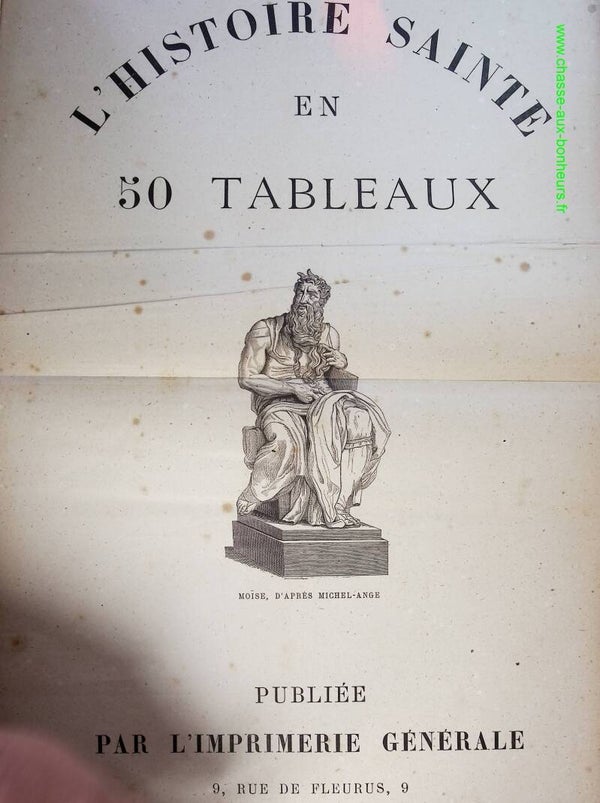 L'HISTOIRE SAINTE
EN
50 TABLEAUX
MOÏSE, D'APRÈS MICHEL-ANGE
PUBLIÉE
PAR L'IMPRIMERIE GÉNÉRALE
9, RUE DE FLEURUS, 9
www.chasse-aux-bonheurs.fr